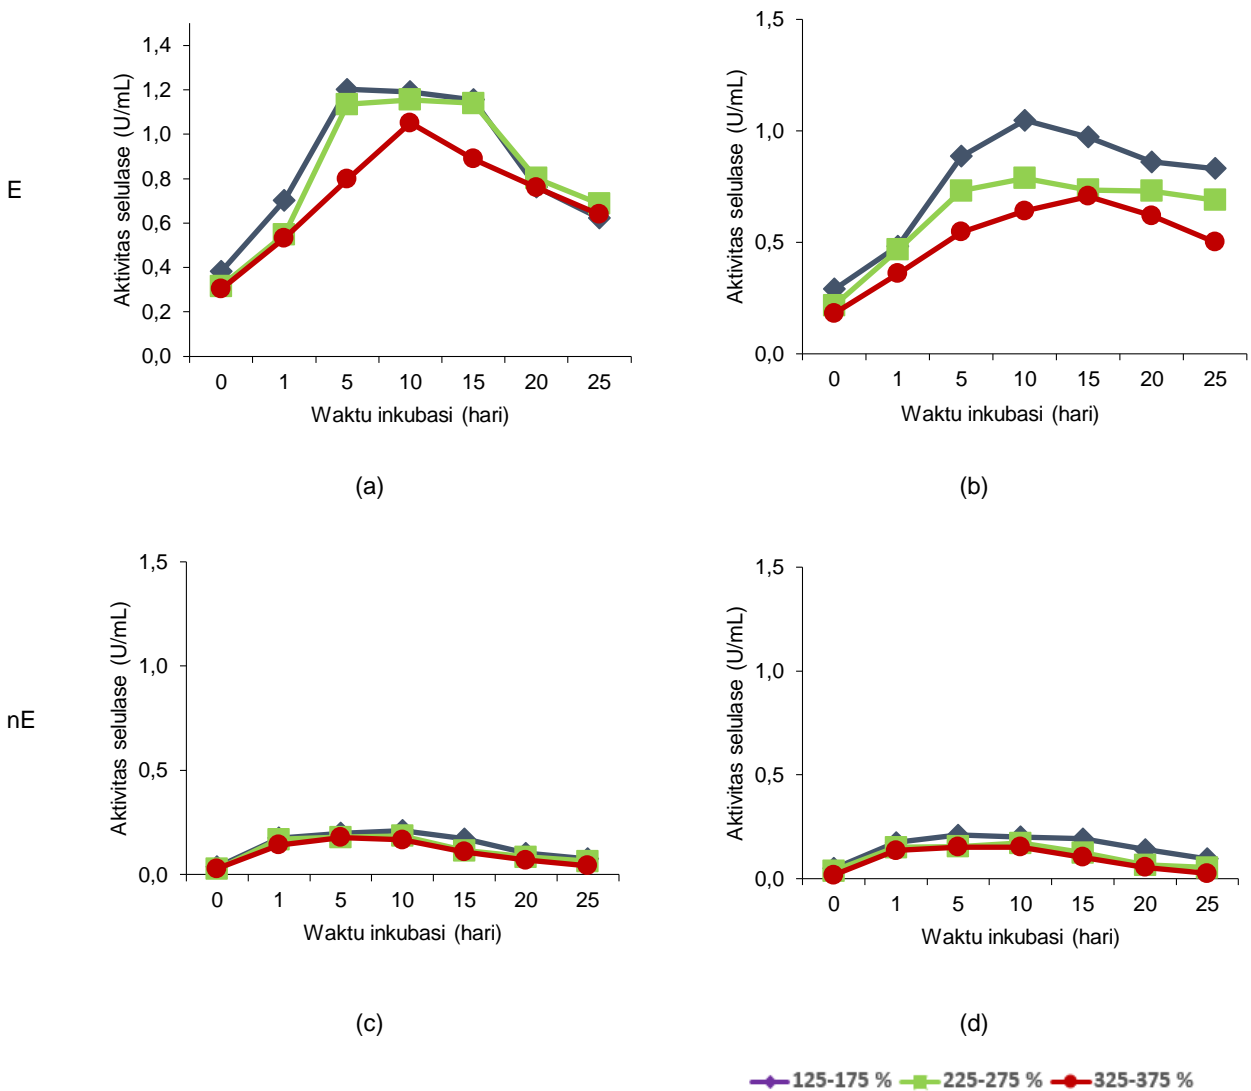 E
Aktivitas selulase (U/mL)
1,4
1,2
1,0
0,8
0,6
0,4
0,2
0,0
0 1 5 10 15 20 25
Waktu inkubasi (hari)
(a)
Aktivitas selulase (U/mL)
1,5
1,0
0,5
0,0
0 1 5 10 15 20 25
Waktu inkubasi (hari)
(b)
nE
Aktivitas selulase (U/mL)
1,5
1,0
0,5
0,0
0 1 5 10 15 20 25
Waktu inkubasi (hari)
(c)
Aktivitas selulase (U/mL)
1,5
1,0
0,5
0,0
0 1 5 10 15 20 25
Waktu inkubasi (hari)
(d)
125-175 % 225-275 % 325-375 %